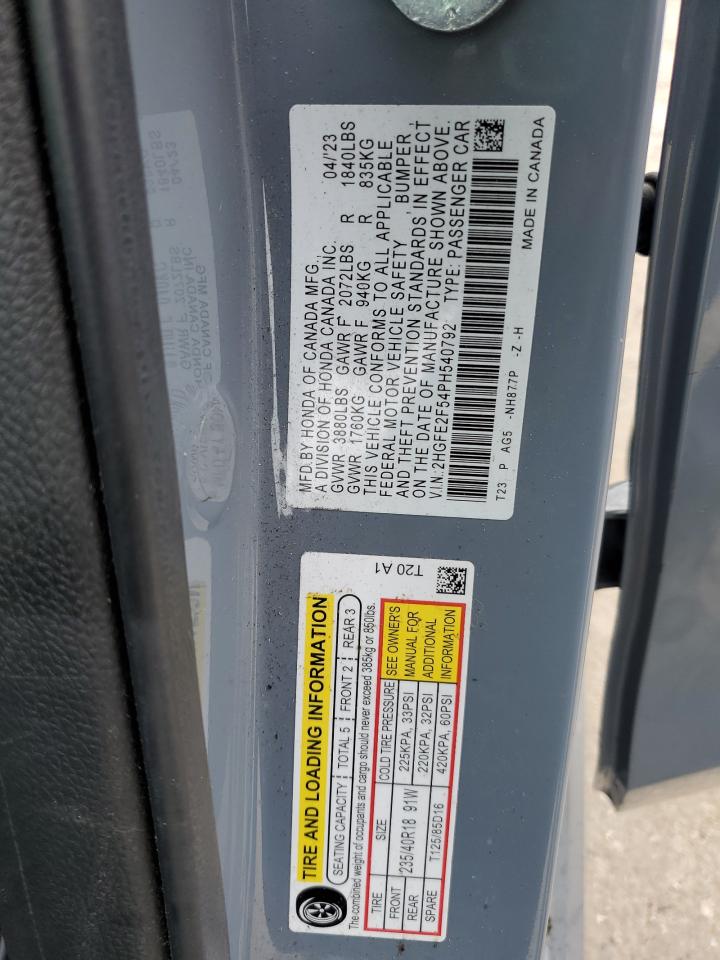 MFD.BY HONDA OF CANADA MFG.,
A DIVISION OF HONDA CANADA INC. 04/'23
GVWR 3880LBS GAWR F 2072LBS R 1840LBS
GVWR 1760KG GAWR F 940KG R 835KG
THIS VEHICLE CONFORMS TO ALL APPLICABLE
FEDERAL MOTOR VEHICLE SAFETY, BUMPER
AND THEFT PREVENTION STANDARDS IN EFFECT
ON THE DATE OF MANUFACTURE SHOWN ABOVE.
V.I.N.:2HGFE2F54PH540792 TYPE:PASSENGER CAR
T23 P AG5 -NH877P -Z -H
MADE IN CANADA
TIRE AND LOADING INFORMATION
T20 A1
SEATING CAPACITY TOTAL 5 FRONT 2 REAR 3
The combined weight of occupants and cargo should never exceed 385kg or 850lbs.
TIRE SIZE COLD TIRE PRESSURE SEE OWNER'S
FRONT 235/40R18 91W 225KPA, 33PSI MANUAL FOR
REAR 220KPA, 32PSI ADDITIONAL
SPARE T125/85D16 420KPA, 60PSI INFORMATION